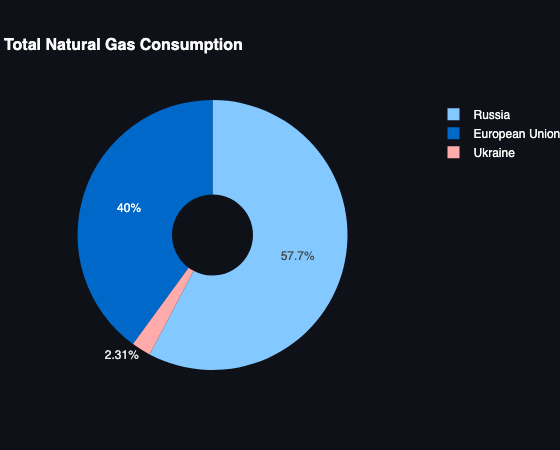 Total Natural Gas Consumption
Russia
European Union
Ukraine
40%
57.7%
2.31%